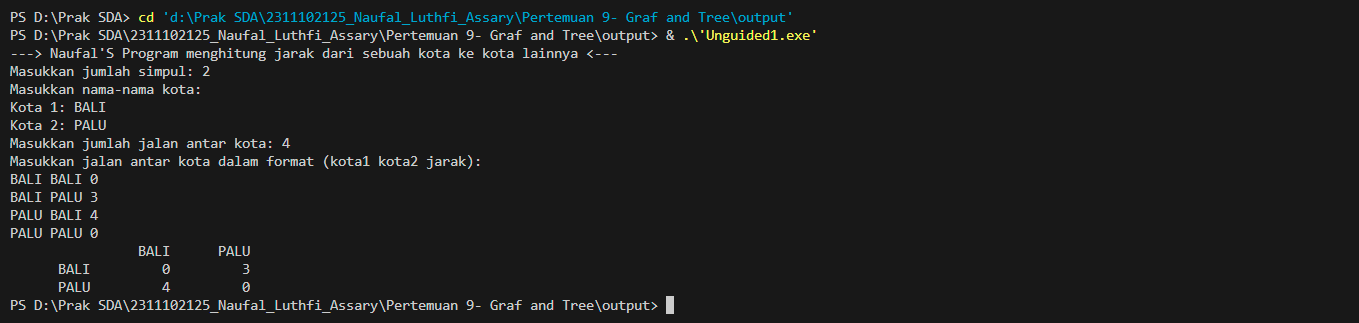 PS D:\Prak SDA> cd 'd:\Prak SDA\2311102125_Naufal_Luthfi_Assary\Pertemuan 9- Graf and Tree\output'
PS D:\Prak SDA\2311102125_Naufal_Luthfi_Assary\Pertemuan 9- Graf and Tree\output> & .\'Unguided1.exe'
---> Naufal'S Program menghitung jarak dari sebuah kota ke kota lainnya <---
Masukkan jumlah simpul: 2
Masukkan nama-nama kota:
Kota 1: BALI
Kota 2: PALU
Masukkan jumlah jalan antar kota: 4
Masukkan jalan antar kota dalam format (kota1 kota2 jarak):
BALI BALI 0
BALI PALU 3
PALU BALI 4
PALU PALU 0
                BALI      PALU
      BALI         0         3
      PALU         4         0
PS D:\Prak SDA\2311102125_Naufal_Luthfi_Assary\Pertemuan 9- Graf and Tree\output>